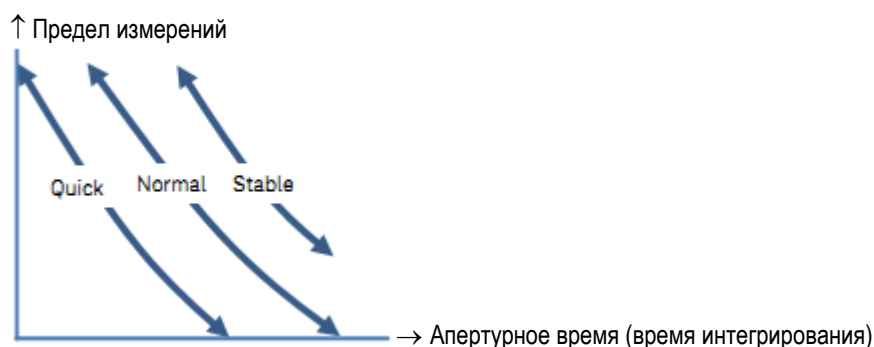 ↑ Предел измерений
Quick Normal Stable
→ Апертурное время (время интегрирования)